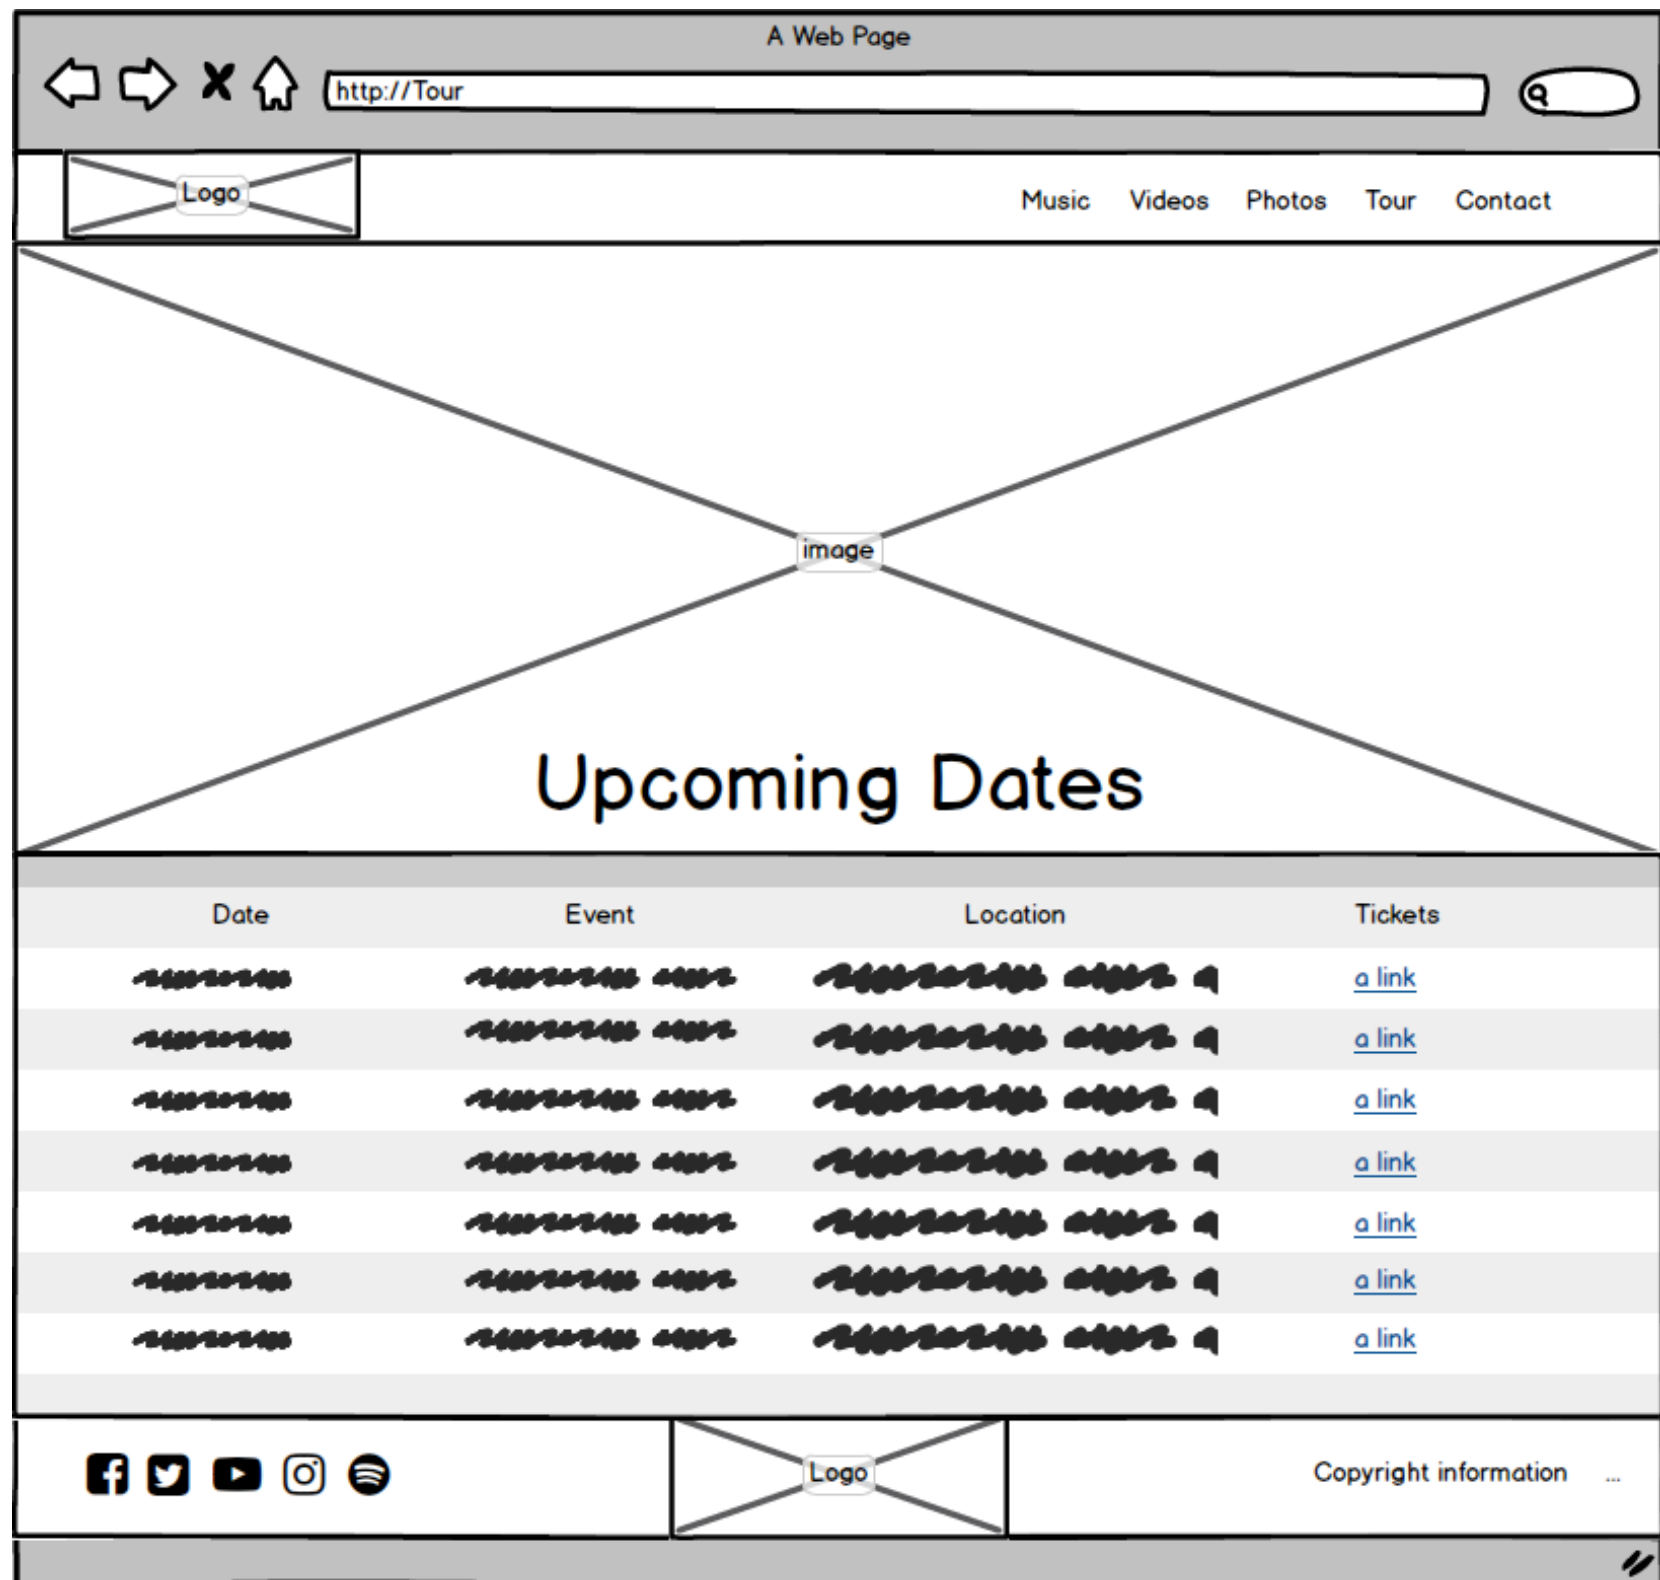 A Web Page
http://Tour
Logo
Music Videos Photos Tour Contact
image
Upcoming Dates
Date Event Location Tickets
a link
a link
a link
a link
a link
a link
a link
Logo
Copyright information ...